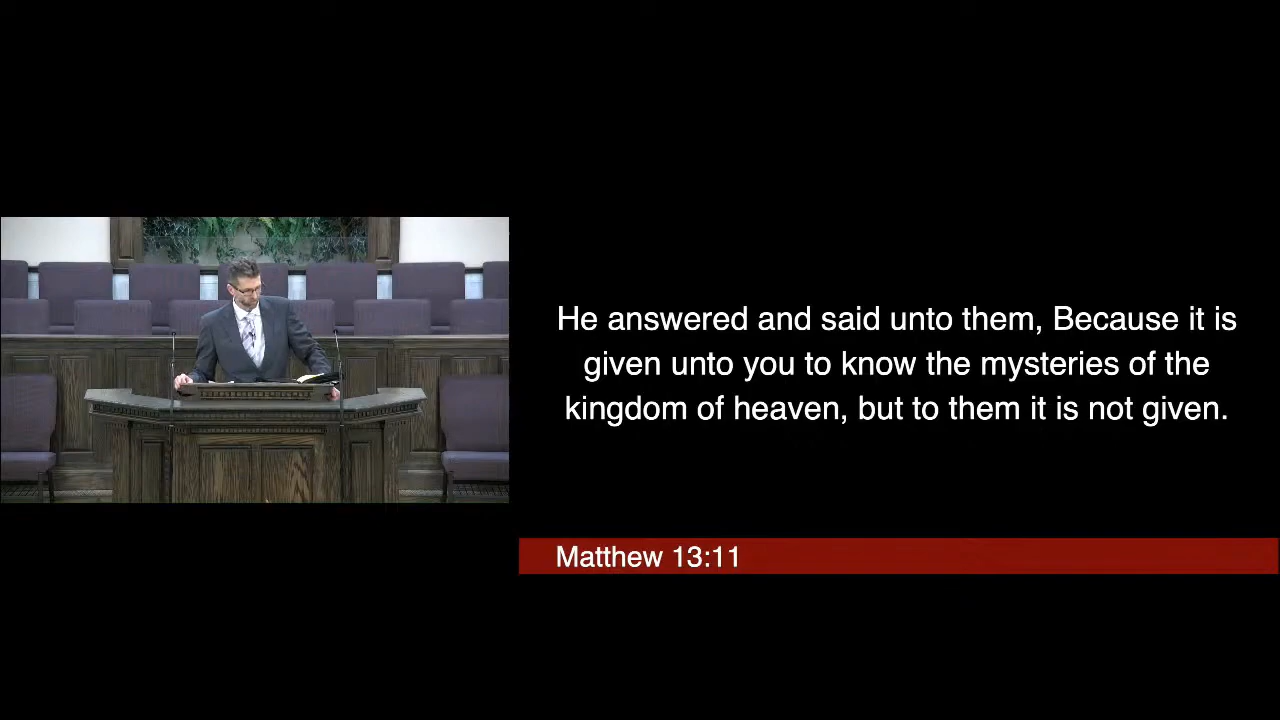 He answered and said unto them, Because it is
given unto you to know the mysteries of the
kingdom of heaven, but to them it is not given.
Matthew 13:11